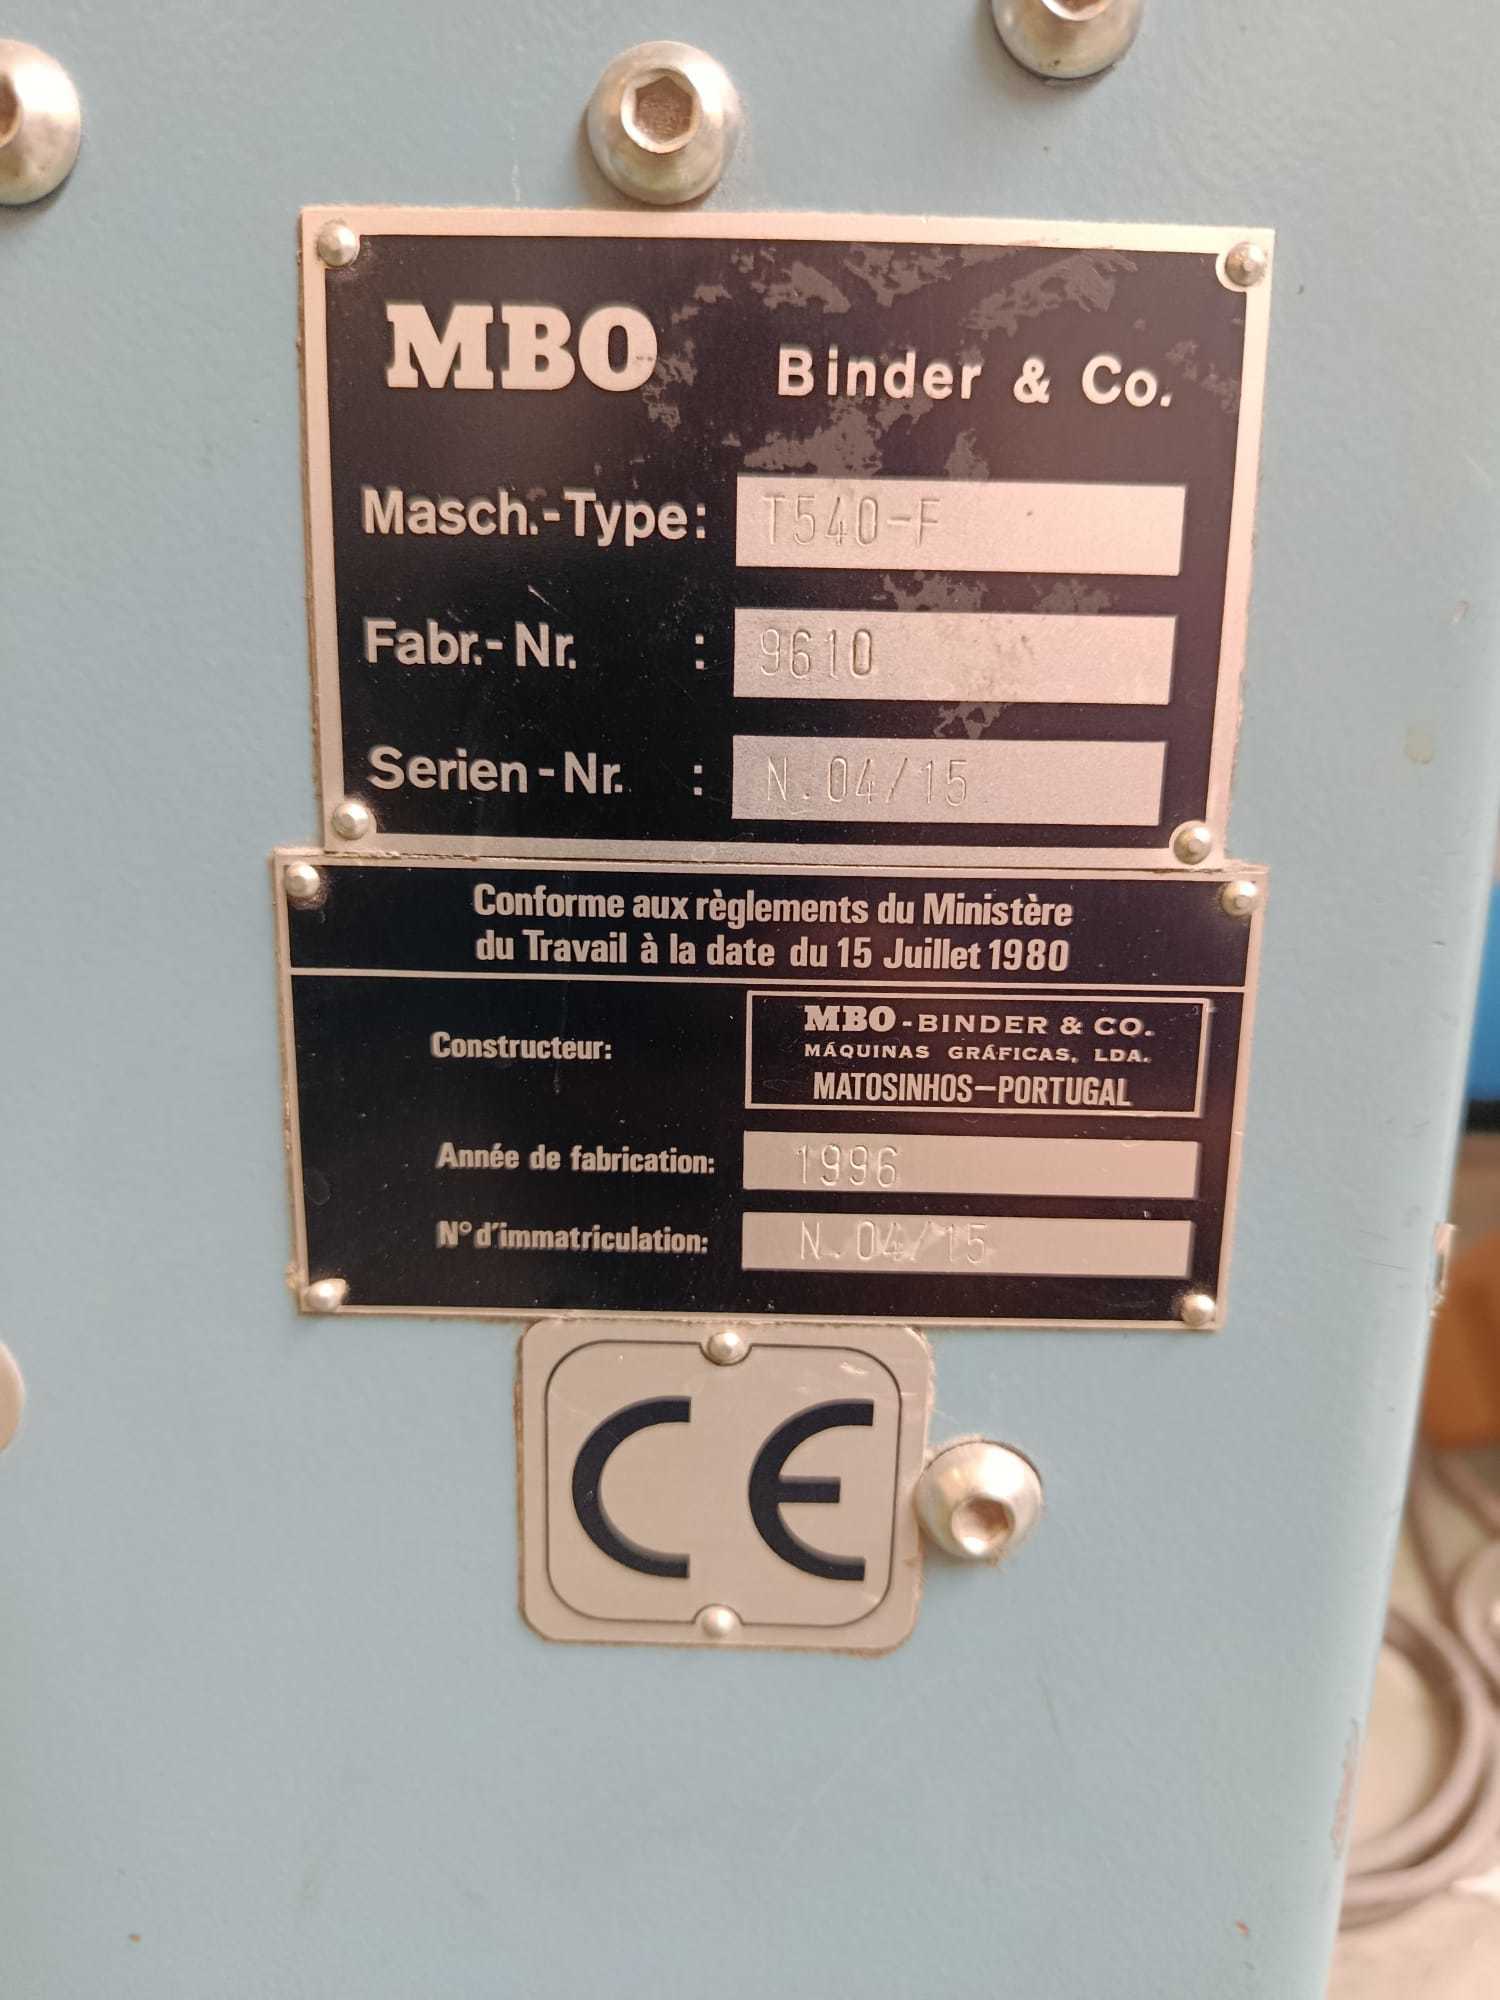 MBO Binder & Co.
Masch.-Type: T540-F
Fabr.-Nr. : 9610
Serien-Nr. : N.04/15
Conforme aux règlements du Ministère
du Travail à la date du 15 Juillet 1980
Constructeur:
MBO-BINDER & CO.
MÁQUINAS GRÁFICAS, LDA.
MATOSINHOS-PORTUGAL
Année de fabrication: 1996
N° d'immatriculation: N.04/15
CE